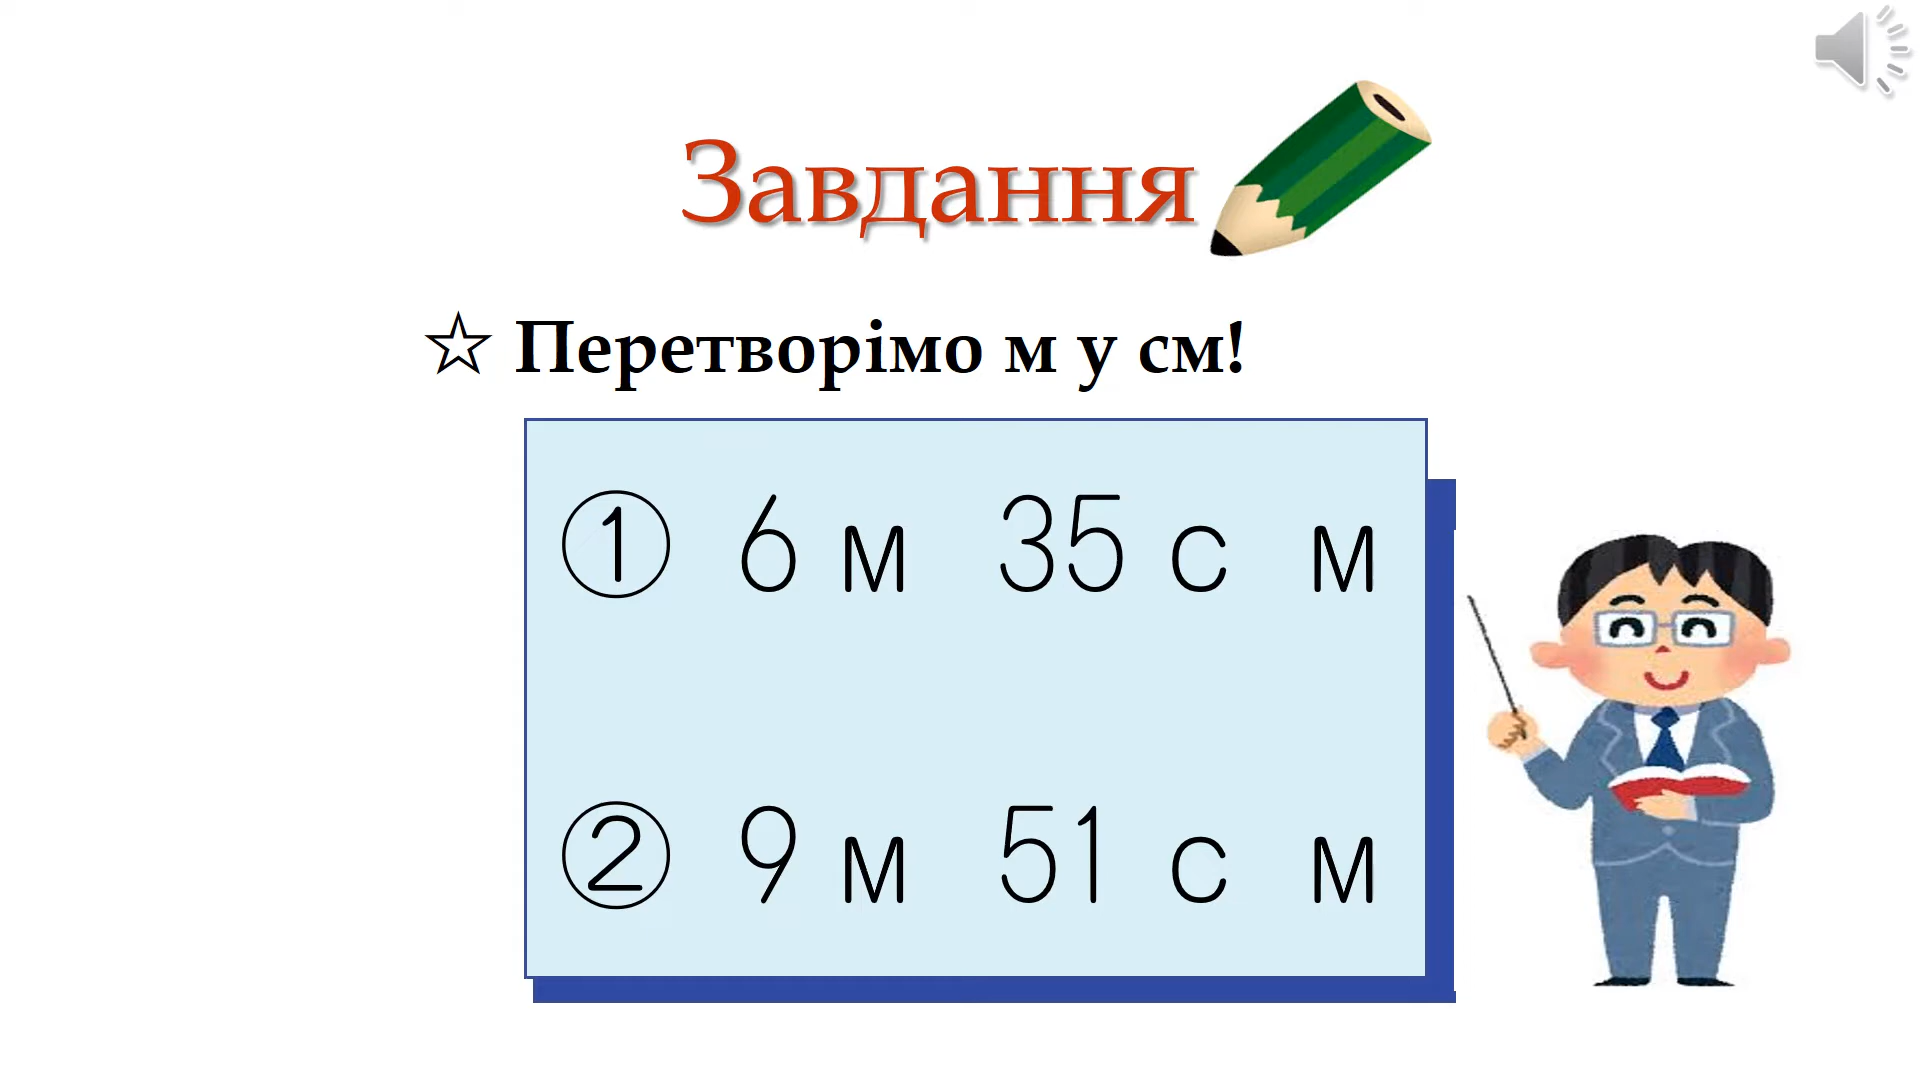 Завдання
☆ Перетворімо м у см!
① 6 м 35 с м
② 9 м 51 с м